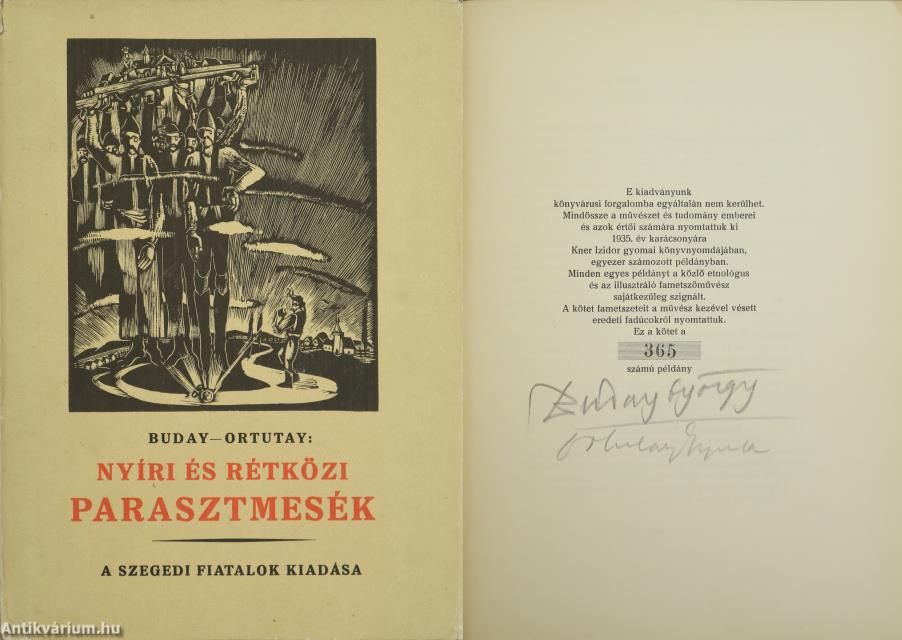 BUDAY—ORTUTAY:
NYÍRI ÉS RÉTKÖZI
PARASZTMESÉK
A SZEGEDI FIATALOK KIADÁSA
E kiadványunk
könyvárusi forgalomba egyáltalán nem kerülhet.
Mindössze a művészet és tudomány emberei
és azok értői számára nyomtattuk ki
1935. év karácsonyára
Kner Izidor gyomai könyvnyomdájában,
egyezer számozott példányban.
Minden egyes példányt a közlő etnológus
és az illusztráló fametszőművész
sajátkezűleg szignált.
A kötet fametszeteit a művész kezével vésett
eredeti fadúcokról nyomtattuk.
Ez a kötet a
365
számú példány
Buday György
Ortutay Gyula
Antikvárium.hu